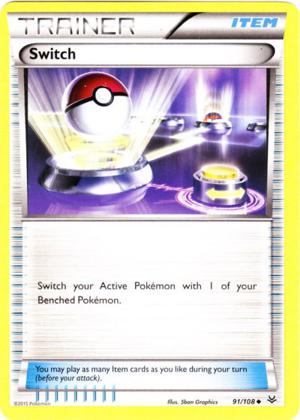 TRAINER ITEM
Switch
Switch your Active Pokémon with 1 of your
Benched Pokémon.
You may play as many Item cards as you like during your turn
(before your attack).
©2015 Pokémon Illus. 5ban Graphics 91/108